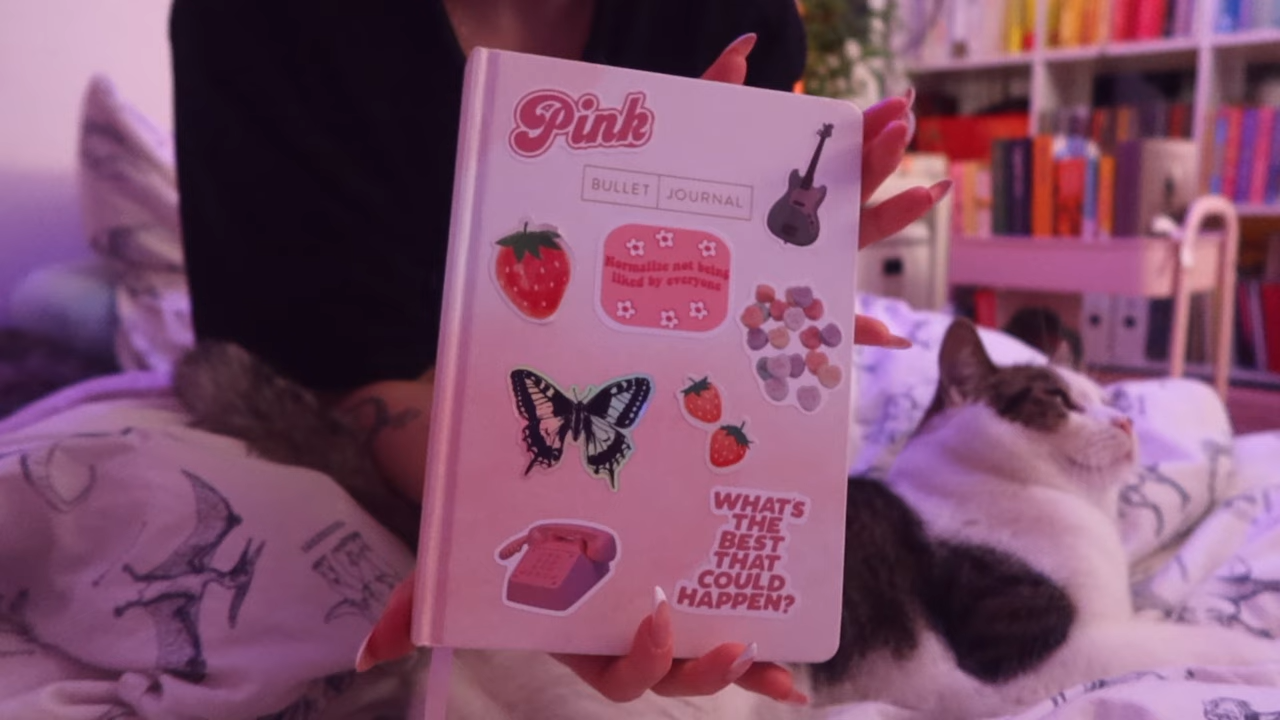 Pink
BULLET JOURNAL
Normalize not being
liked by everyone
WHAT'S
THE
BEST
THAT
COULD
HAPPEN?